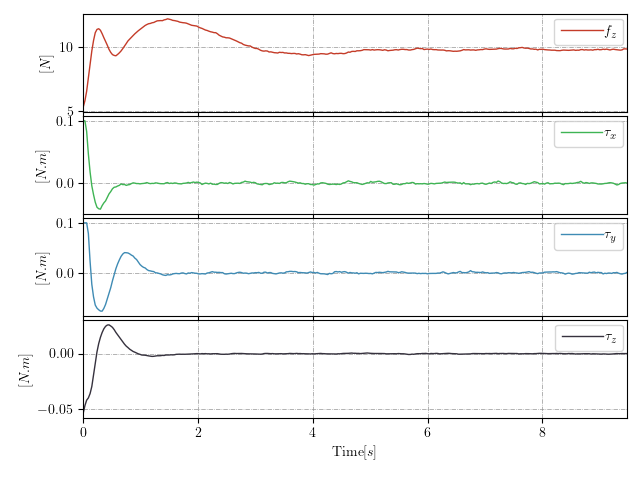 10
5
[N]
f_z
0.1
0.0
[N.m]
τ_x
0.1
0.0
[N.m]
τ_y
0.00
−0.05
[N.m]
τ_z
0 2 4 6 8
Time[s]